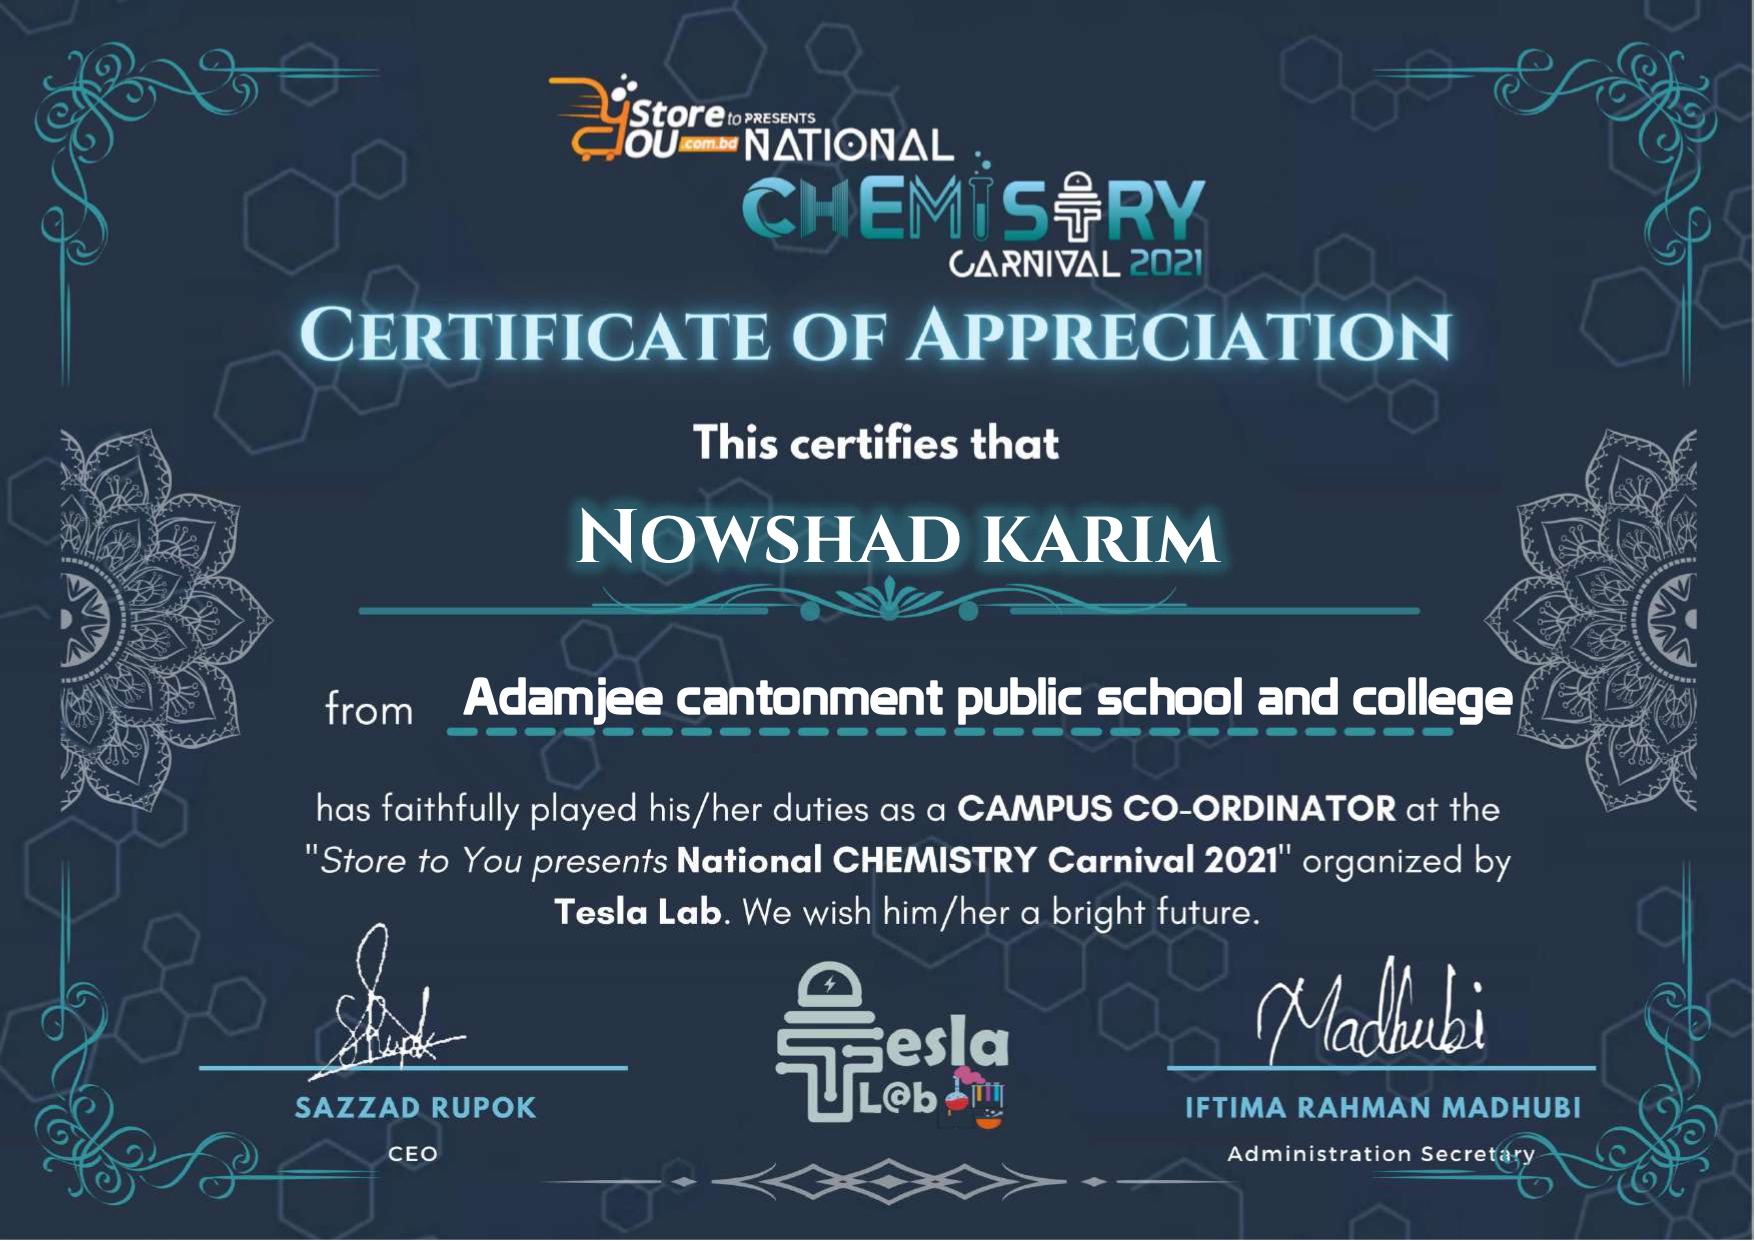 Store to PRESENTS
YOU .com.bd NATIONAL
CHEMISTRY
CARNIVAL 2021
CERTIFICATE OF APPRECIATION
This certifies that
NOWSHAD KARIM
from Adamjee cantonment public school and college
has faithfully played his/her duties as a CAMPUS CO-ORDINATOR at the
"Store to You presents National CHEMISTRY Carnival 2021" organized by
Tesla Lab. We wish him/her a bright future.
SRupok
Madhubi
Tesla
L@b
SAZZAD RUPOK
IFTIMA RAHMAN MADHUBI
CEO
Administration Secretary